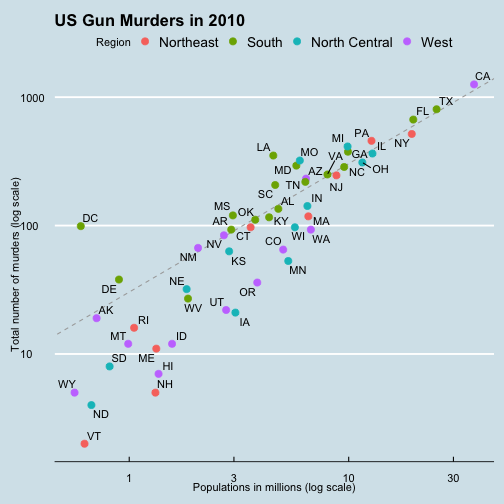 US Gun Murders in 2010
Region Northeast South North Central West
CA
TX
1000
FL
PA
NY
MI
IL
LA
MO
VA
GA
OH
MD
AZ
NC
TN
NJ
SC
AL
IN
MS
OK
DC
100
AR
KY
MA
CT
WI
WA
NV
CO
NM
KS
MN
DE
NE
OR
WV
UT
AK
IA
RI
MT
ID
10
ME
SD
HI
WY
NH
ND
VT
Total number of murders (log scale)
1 3 10 30
Populations in millions (log scale)